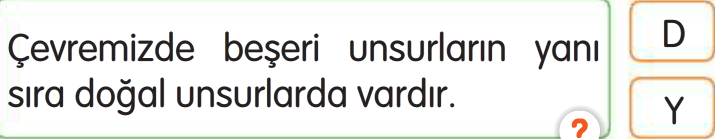 Çevremizde beşeri unsurların yanı
sıra doğal unsurlarda vardır.
?
D
Y